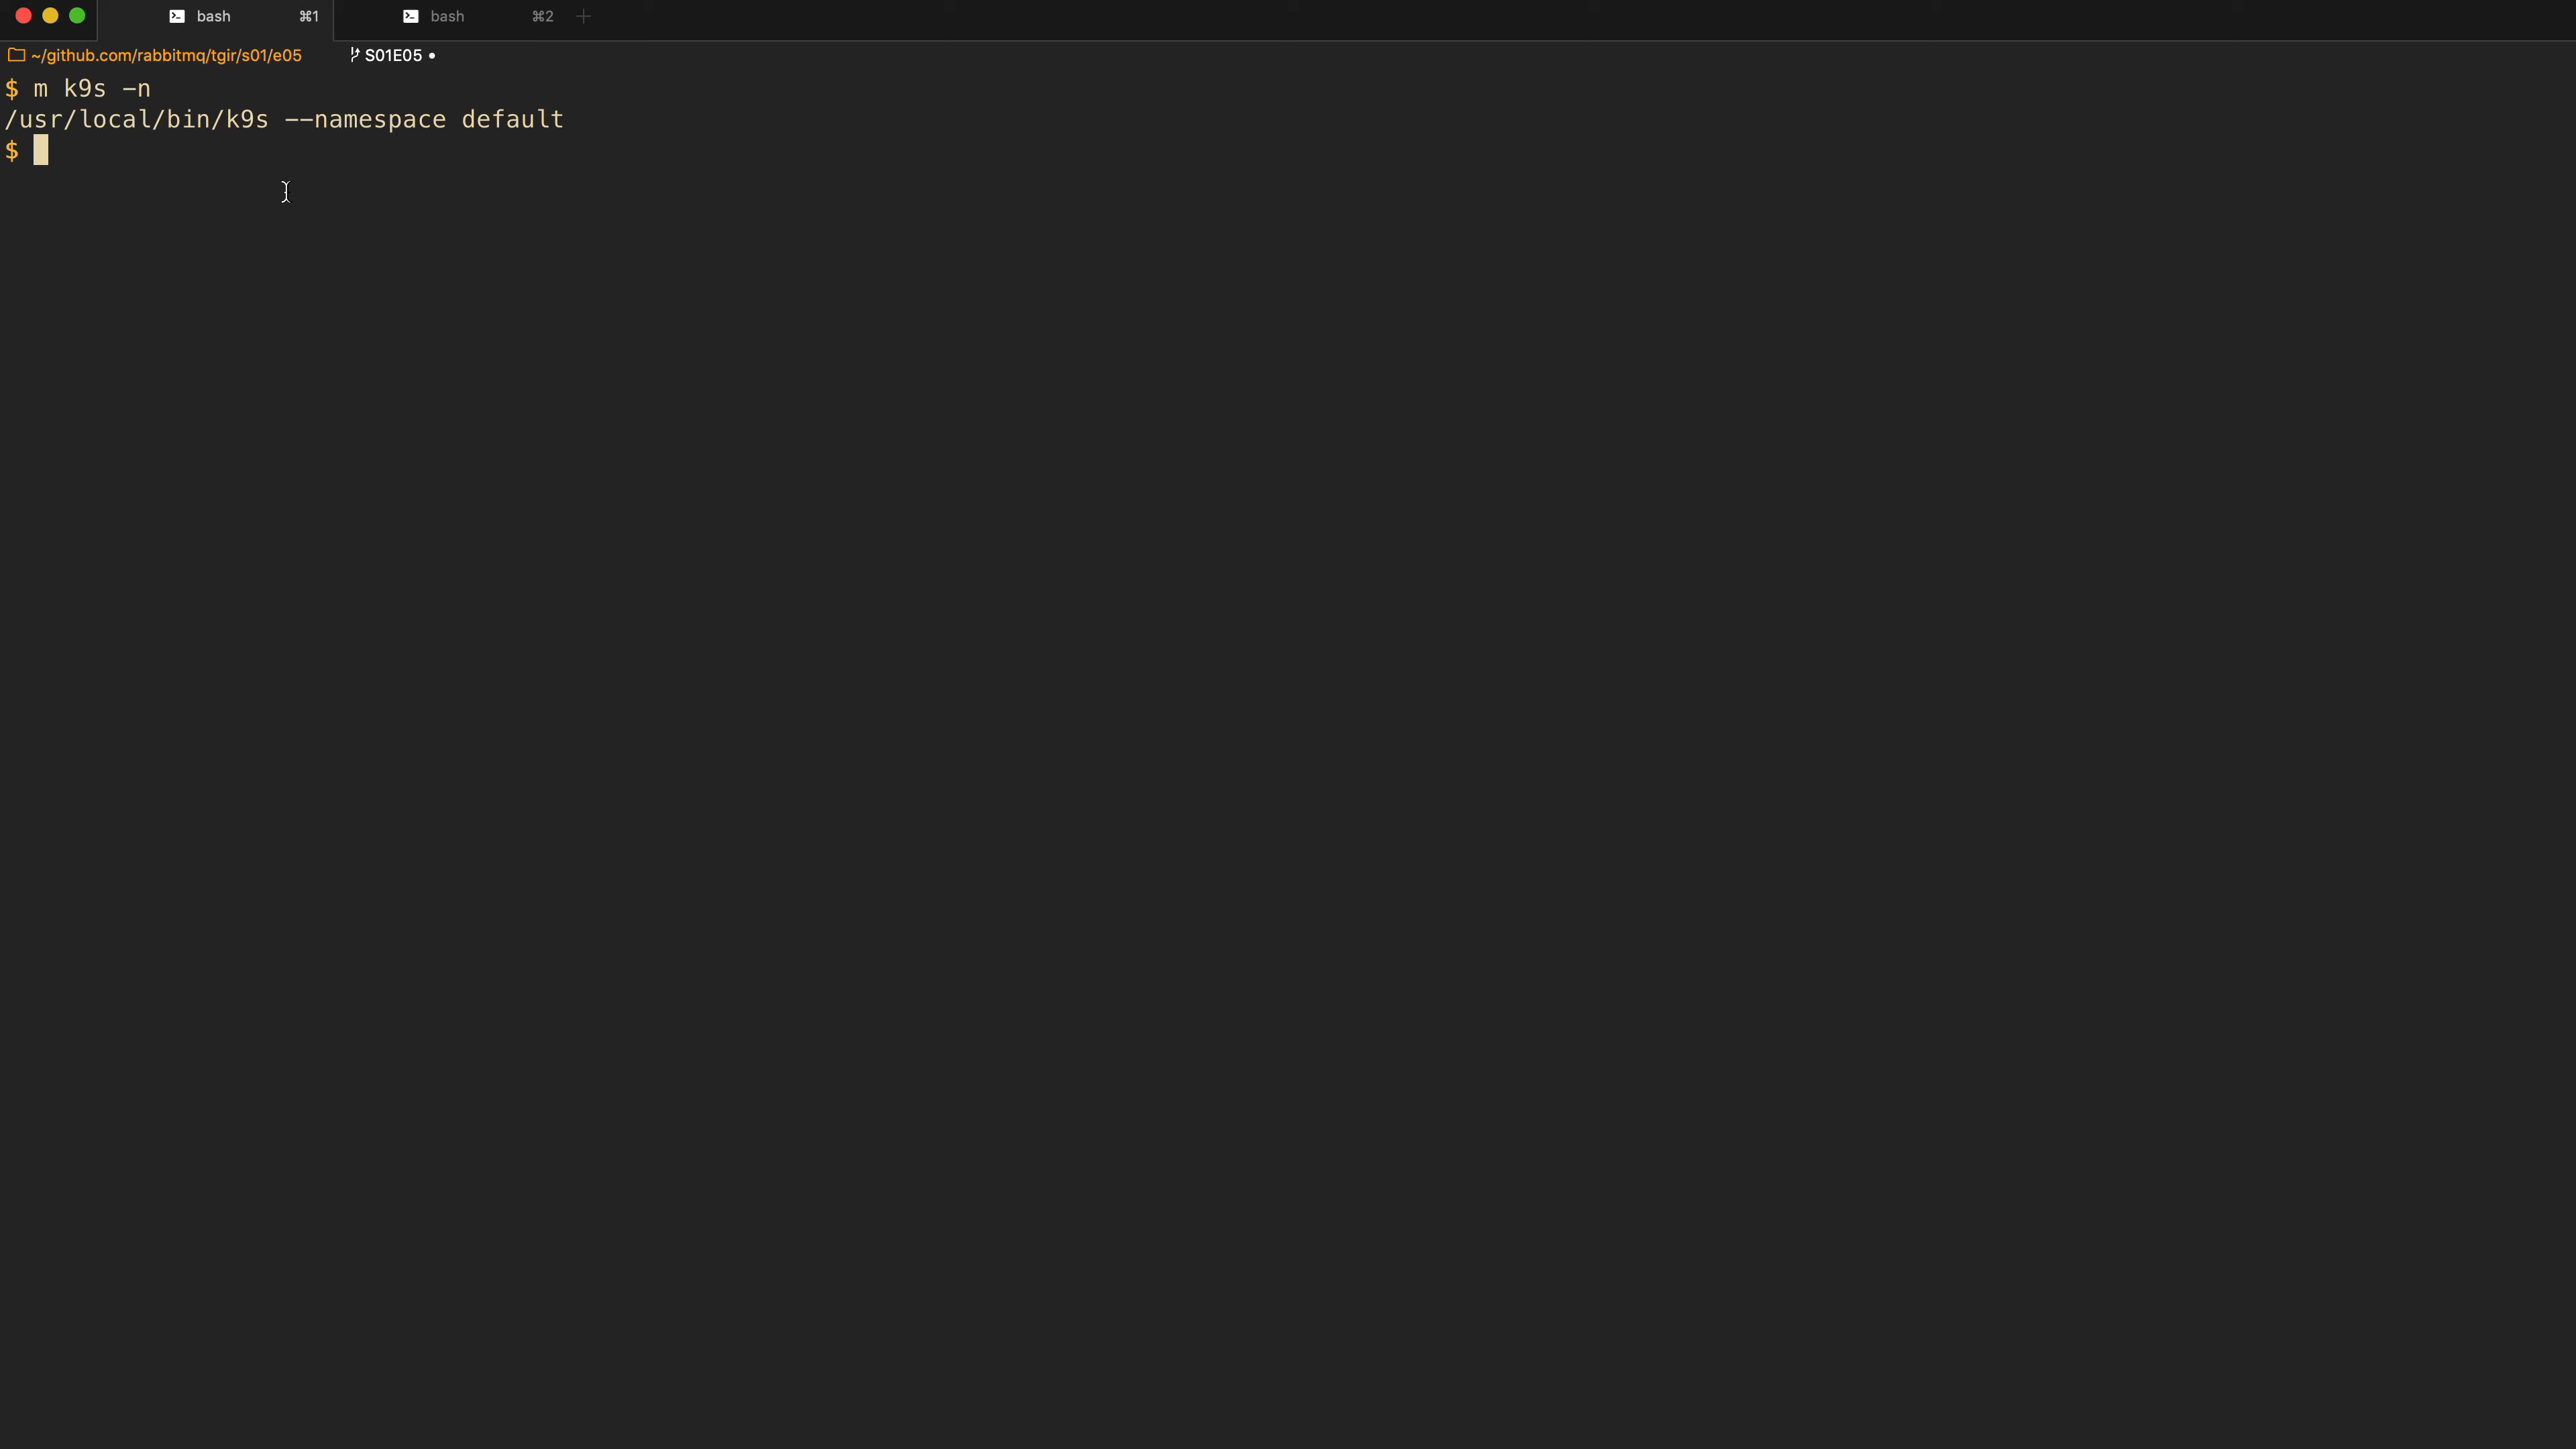 bash ⌘1 bash ⌘2
~/github.com/rabbitmq/tgir/s01/e05 S01E05 •
$ m k9s -n
/usr/local/bin/k9s --namespace default
$